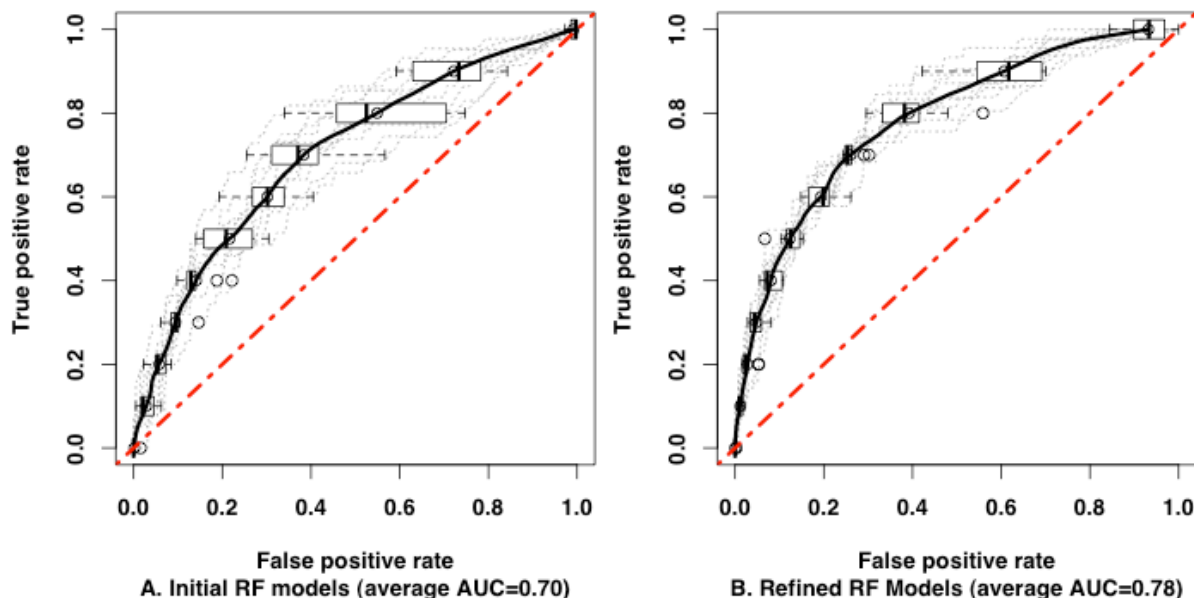 True positive rate
1.0
0.8
0.6
0.4
0.2
0.0
0.0 0.2 0.4 0.6 0.8 1.0
False positive rate
A. Initial RF models (average AUC=0.70)
True positive rate
1.0
0.8
0.6
0.4
0.2
0.0
0.0 0.2 0.4 0.6 0.8 1.0
False positive rate
B. Refined RF Models (average AUC=0.78)